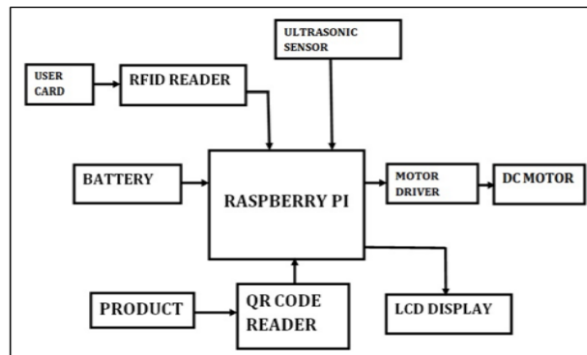 ULTRASONIC
SENSOR
USER
CARD
RFID READER
BATTERY
RASPBERRY PI
MOTOR
DRIVER
DC MOTOR
PRODUCT
QR CODE
READER
LCD DISPLAY